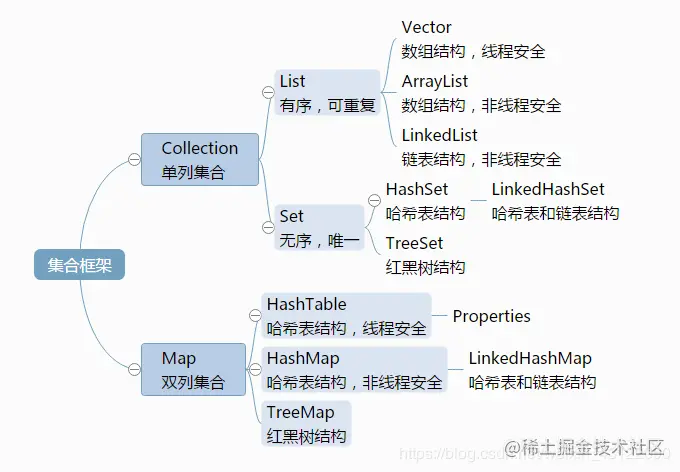 集合框架
Collection
单列集合
List
有序，可重复
Vector
数组结构，线程安全
ArrayList
数组结构，非线程安全
LinkedList
链表结构，非线程安全
Set
无序，唯一
HashSet
哈希表结构
LinkedHashSet
哈希表和链表结构
TreeSet
红黑树结构
Map
双列集合
HashTable
哈希表结构，线程安全
Properties
HashMap
哈希表结构，非线程安全
LinkedHashMap
哈希表和链表结构
TreeMap
红黑树结构
@稀土掘金技术社区